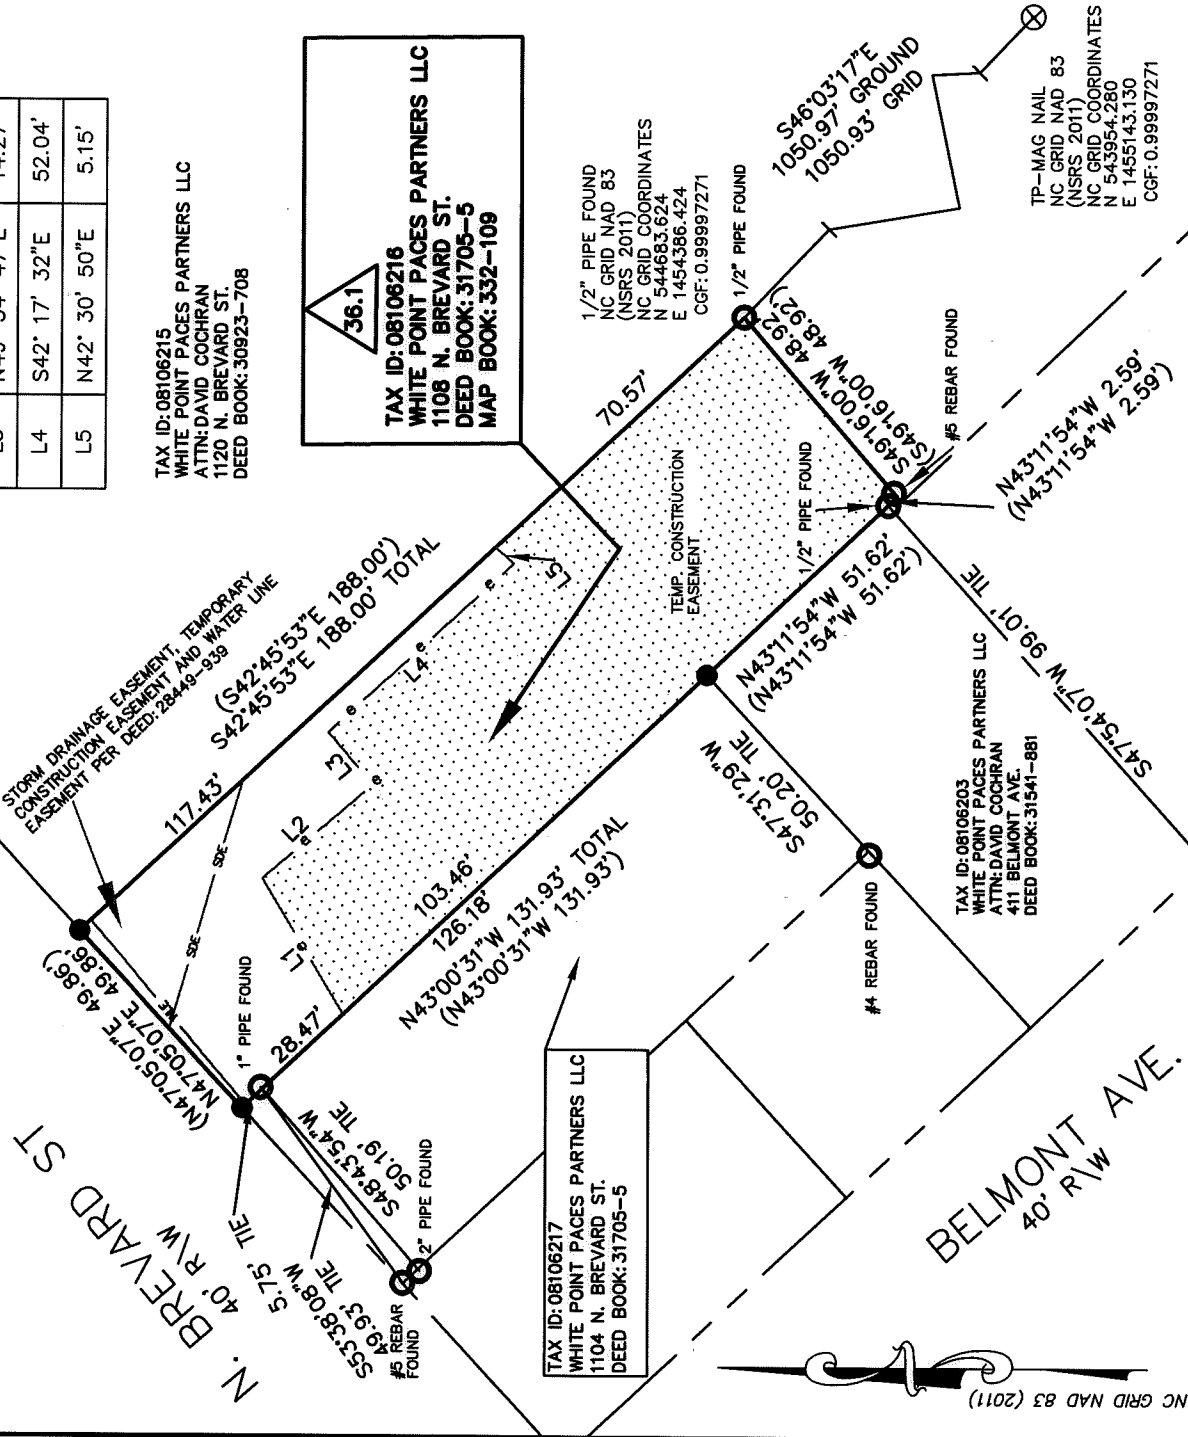 14.27'
L4 S42° 17' 32"E 52.04'
L5 N42° 30' 50"E 5.15'
TAX ID: 08106215
WHITE POINT PACES PARTNERS LLC
ATTN: DAVID COCHRAN
1120 N. BREVARD ST.
DEED BOOK: 30923-708
36.1
TAX ID: 08106216
WHITE POINT PACES PARTNERS LLC
1108 N. BREVARD ST.
DEED BOOK: 31705-5
MAP BOOK: 332-109
STORM DRAINAGE EASEMENT, TEMPORARY
CONSTRUCTION EASEMENT AND WATER LINE
EASEMENT PER DEED: 28449-939
1/2" PIPE FOUND
NC GRID NAD 83
(NSRS 2011)
NC GRID COORDINATES
N 544683.624
E 1454386.424
CGF: 0.99997271
S46°03'17"E
1050.97' GROUND
1050.93' GRID
TP-MAG NAIL
NC GRID NAD 83
(NSRS 2011)
NC GRID COORDINATES
N 543954.280
E 1455143.130
CGF: 0.99997271
117.43'
(S42°45'53"E 188.00')
S42°45'53"E 188.00' TOTAL
70.57'
1/2" PIPE FOUND
S49°16'00"W 48.92'
(S49°16'00"W 48.92')
#5 REBAR FOUND
N43°11'54"W 2.59'
(N43°11'54"W 2.59')
1/2" PIPE FOUND
TEMP. CONSTRUCTION
EASEMENT
N43°11'54"W 51.62'
(N43°11'54"W 51.62')
SDE
SDE
WLE
L1
e
L2
e
e
L3
e
L4
e
e
L5
(N47°05'07"E 49.86')
N47°05'07"E 49.86'
1" PIPE FOUND
28.47'
103.46'
126.18'
N43°00'31"W 131.93' TOTAL
(N43°00'31"W 131.93')
S47°31'29"W
50.20' TIE
S47°54'07"W 99.01' TIE
#4 REBAR FOUND
TAX ID: 08106203
WHITE POINT PACES PARTNERS LLC
ATTN: DAVID COCHRAN
411 BELMONT AVE.
DEED BOOK: 31541-881
N. BREVARD ST
40' R\W
5.75' TIE
S53°38'08"W
49.93' TIE
S48°43'54"W
50.19' TIE
#5 REBAR
FOUND
2" PIPE FOUND
TAX ID: 08106217
WHITE POINT PACES PARTNERS LLC
1104 N. BREVARD ST.
DEED BOOK: 31705-5
BELMONT AVE.
40' R\W
N
NC GRID NAD 83 (2011)